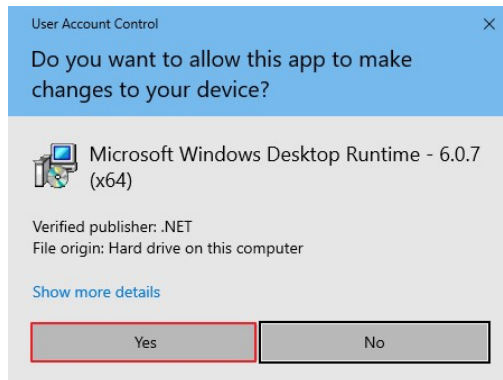 User Account Control
Do you want to allow this app to make
changes to your device?
Microsoft Windows Desktop Runtime - 6.0.7
(x64)
Verified publisher: .NET
File origin: Hard drive on this computer
Show more details
Yes
No